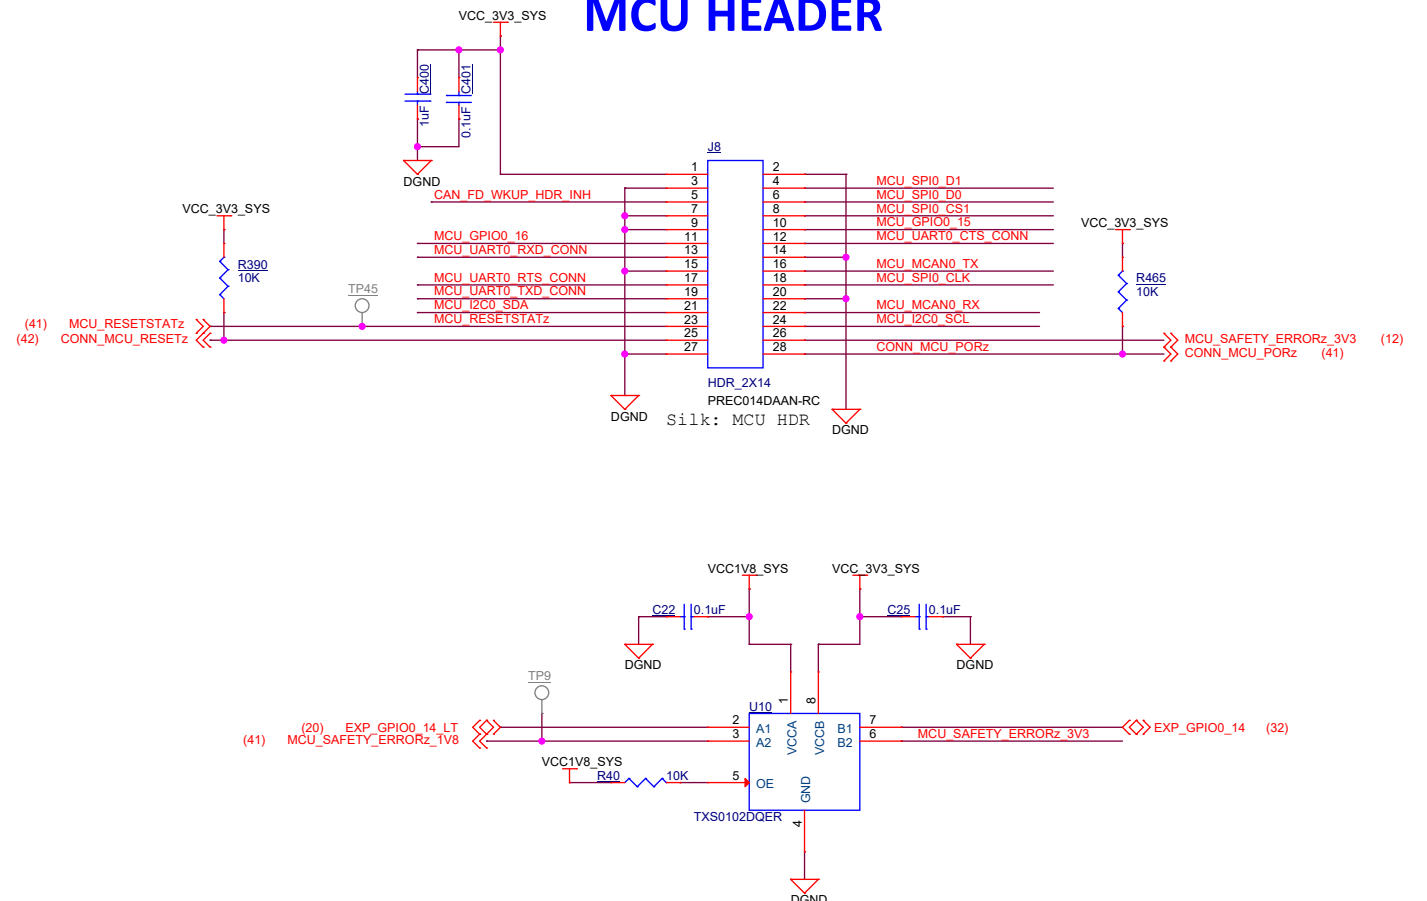 MCU HEADER
VCC_3V3_SYS
C400
1uF
C401
0.1uF
DGND
J8
1 2
3 4 MCU_SPI0_D1
CAN_FD_WKUP_HDR_INH 5 6 MCU_SPI0_D0
7 8 MCU_SPI0_CS1
9 10 MCU_GPIO0_15
MCU_GPIO0_16 11 12 MCU_UART0_CTS_CONN
MCU_UART0_RXD_CONN 13 14
15 16 MCU_MCAN0_TX
MCU_UART0_RTS_CONN 17 18 MCU_SPI0_CLK
MCU_UART0_TXD_CONN 19 20
MCU_I2C0_SDA 21 22 MCU_MCAN0_RX
MCU_RESETSTATz 23 24 MCU_I2C0_SCL
25 26
27 28 CONN_MCU_PORz
VCC_3V3_SYS
R390
10K
TP45
(41) MCU_RESETSTATz
(42) CONN_MCU_RESETz
VCC_3V3_SYS
R465
10K
MCU_SAFETY_ERRORz_3V3 (12)
CONN_MCU_PORz (41)
HDR_2X14
PREC014DAAN-RC
Silk: MCU HDR
DGND
DGND
VCC1V8_SYS
VCC_3V3_SYS
C22 0.1uF
C25 0.1uF
DGND
DGND
TP9
U10
1
8
(20) EXP_GPIO0_14_LT 2 A1 VCCA VCCB B1 7 EXP_GPIO0_14 (32)
(41) MCU_SAFETY_ERRORz_1V8 3 A2 B2 6 MCU_SAFETY_ERRORz_3V3
VCC1V8_SYS
R40 10K 5 OE GND
TXS0102DQER
4
DGND